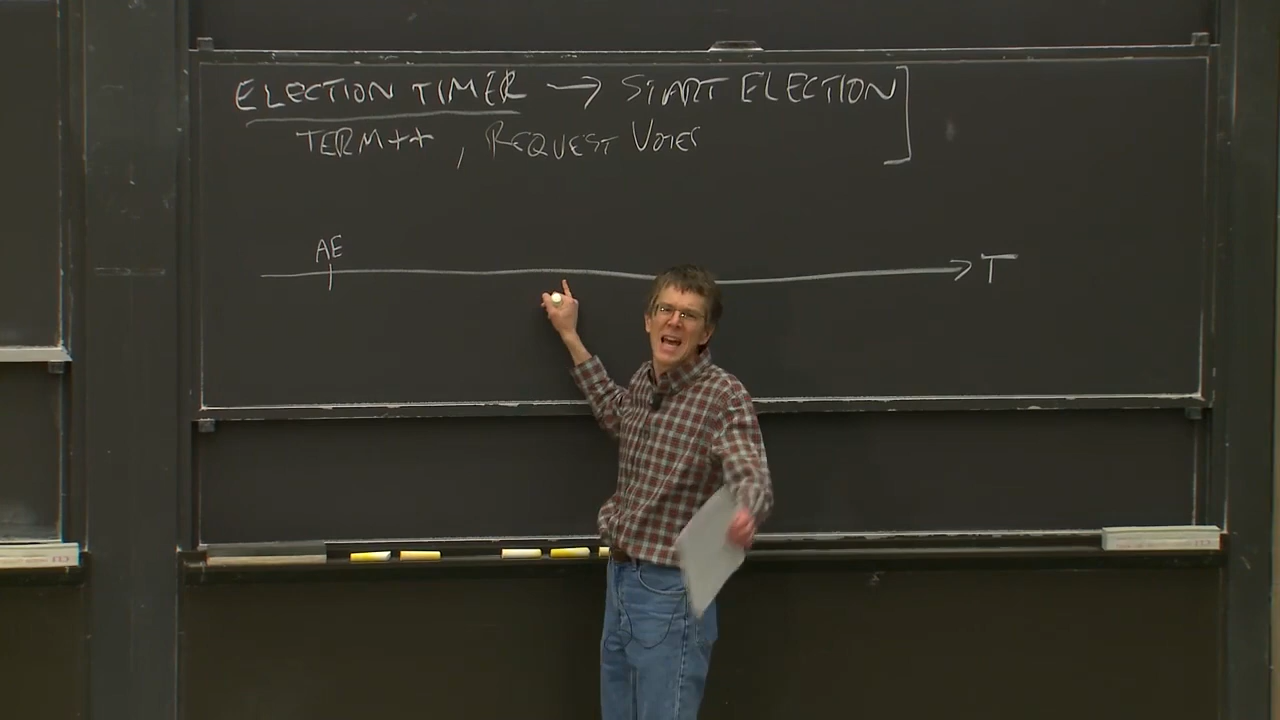 ELECTION TIMER → START ELECTION
TERM++, REQUEST VOTES
AE
T